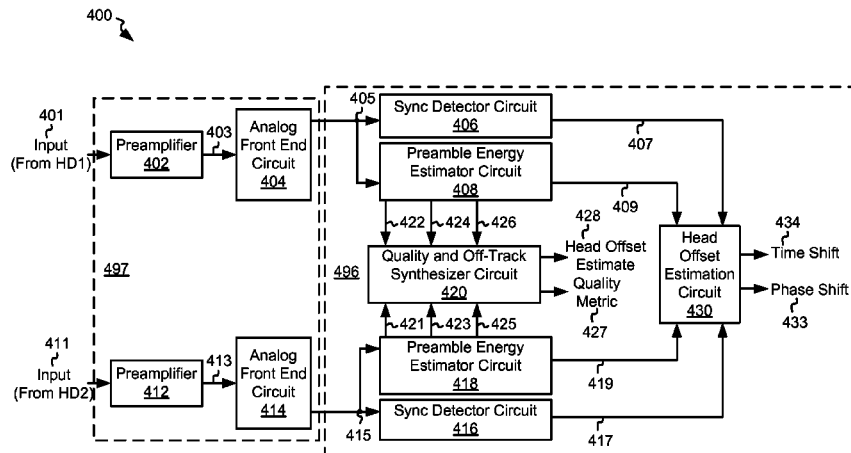 400
401
Input
(From HD1)
Preamplifier
402
403
Analog
Front End
Circuit
404
405
Sync Detector Circuit
406
407
Preamble Energy
Estimator Circuit
408
409
422
424
426
428
Head Offset
Estimate
434
Time Shift
497
496
Quality and Off-Track
Synthesizer Circuit
420
Quality
Metric
427
Head
Offset
Estimation
Circuit
430
Phase Shift
433
421
423
425
411
Input
(From HD2)
Preamplifier
412
413
Analog
Front End
Circuit
414
415
Preamble Energy
Estimator Circuit
418
419
Sync Detector Circuit
416
417